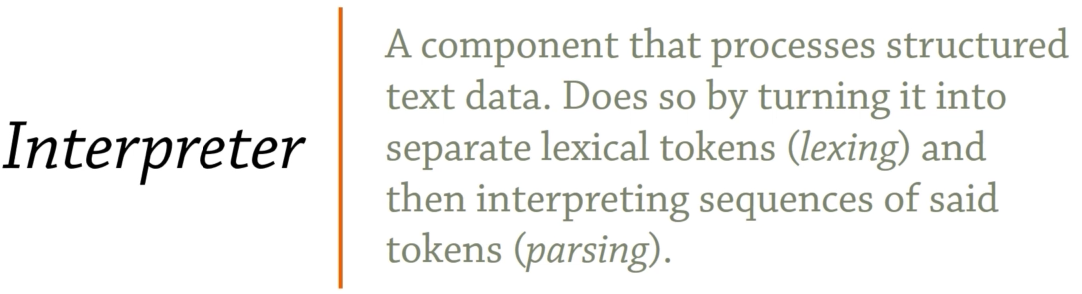 Interpreter
A component that processes structured
text data. Does so by turning it into
separate lexical tokens (lexing) and
then interpreting sequences of said
tokens (parsing).